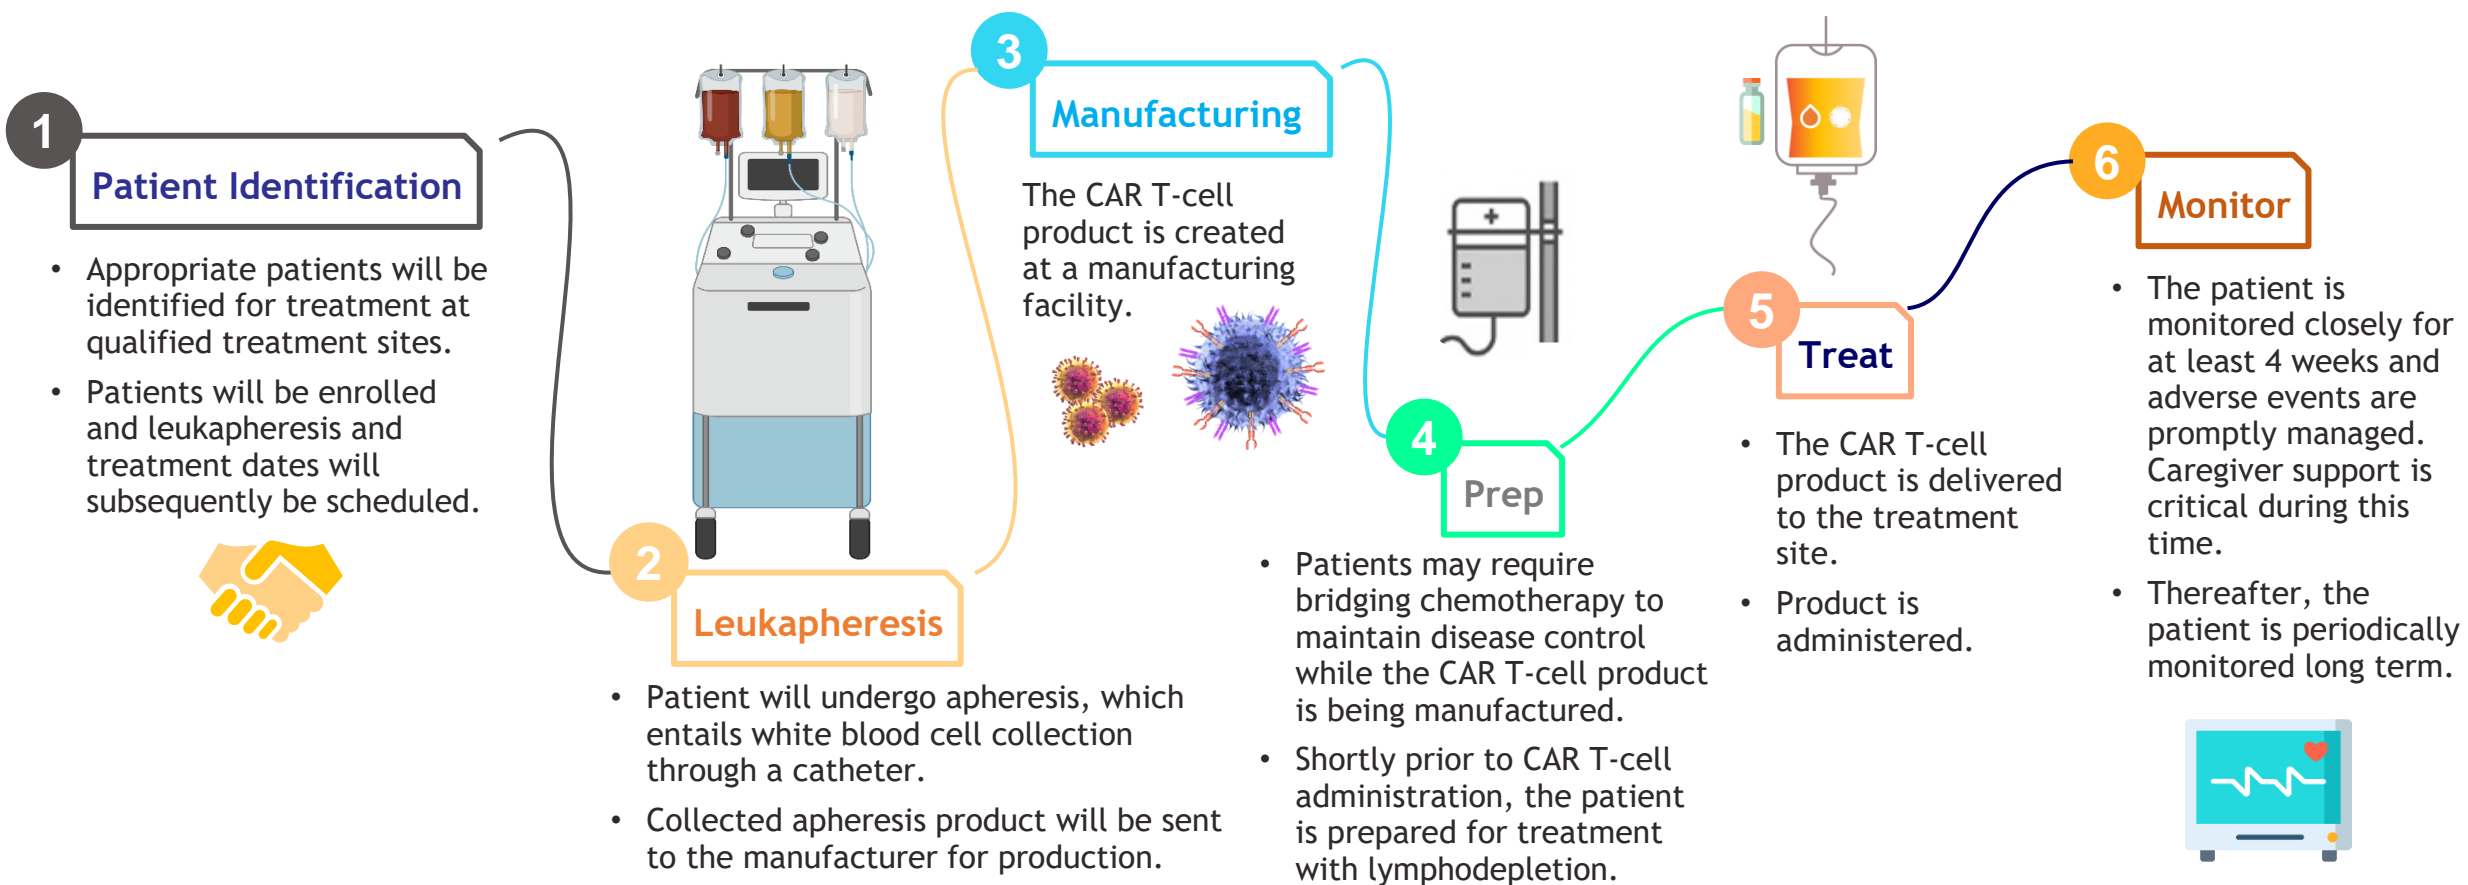 1
Patient Identification
• Appropriate patients will be
identified for treatment at
qualified treatment sites.
• Patients will be enrolled
and leukapheresis and
treatment dates will
subsequently be scheduled.
2
Leukapheresis
• Patient will undergo apheresis, which
entails white blood cell collection
through a catheter.
• Collected apheresis product will be sent
to the manufacturer for production.
3
Manufacturing
The CAR T-cell
product is created
at a manufacturing
facility.
4
Prep
• Patients may require
bridging chemotherapy to
maintain disease control
while the CAR T-cell product
is being manufactured.
• Shortly prior to CAR T-cell
administration, the patient
is prepared for treatment
with lymphodepletion.
5
Treat
• The CAR T-cell
product is delivered
to the treatment
site.
• Product is
administered.
6
Monitor
• The patient is
monitored closely for
at least 4 weeks and
adverse events are
promptly managed.
Caregiver support is
critical during this
time.
• Thereafter, the
patient is periodically
monitored long term.